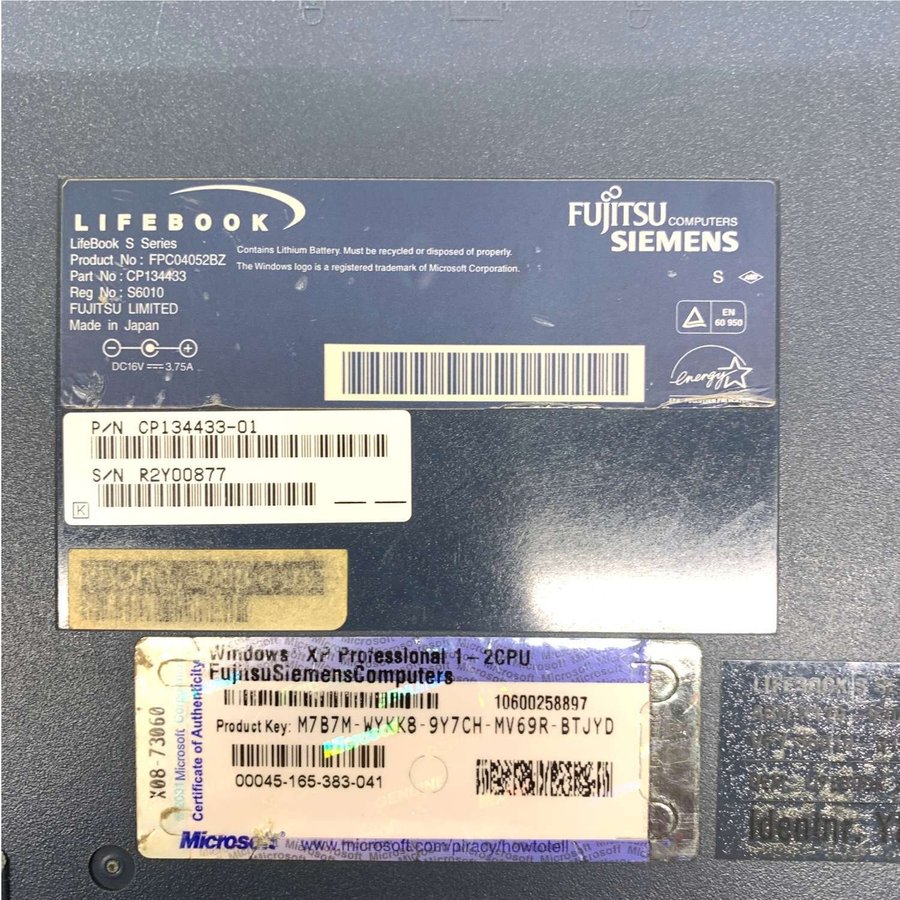 LIFEBOOK
LifeBook S Series
Product No : FPC04052BZ
Part No : CP134433
Reg No : S6010
FUJITSU LIMITED
Made in Japan
DC16V 3.75A
Contains Lithium Battery. Must be recycled or disposed of properly.
The Windows logo is a registered trademark of Microsoft Corporation.
FUJITSU COMPUTERS
SIEMENS
S
EN
60 950
energy
P/N CP134433-01
S/N R2Y00877
K
Windows XP Professional 1-2CPU
FujitsuSiemensComputers
10600258897
Product Key: M7B7M-WYKK8-9Y7CH-MV69R-BTJYD
00045-165-383-041
X08-73060
Certificate of Authenticity
Microsoft
www.microsoft.com/piracy/howtotell
LIFEBOOK S
Identnr. Y